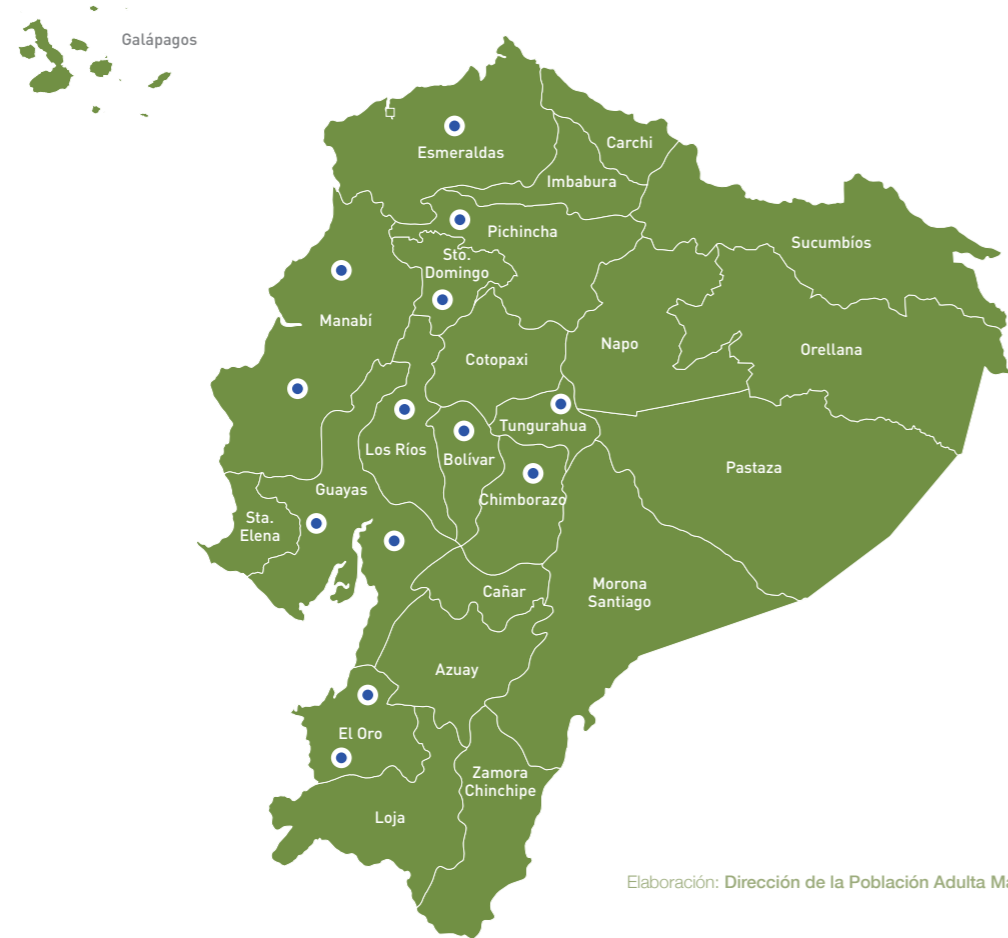 Galápagos
Carchi
Esmeraldas
Imbabura
Pichincha
Sucumbíos
Sto.
Domingo
Manabí
Napo
Orellana
Cotopaxi
Tungurahua
Los Ríos
Bolívar
Pastaza
Guayas
Chimborazo
Sta.
Elena
Cañar
Morona
Santiago
Azuay
El Oro
Zamora
Chinchipe
Loja
Elaboración: Dirección de la Población Adulta